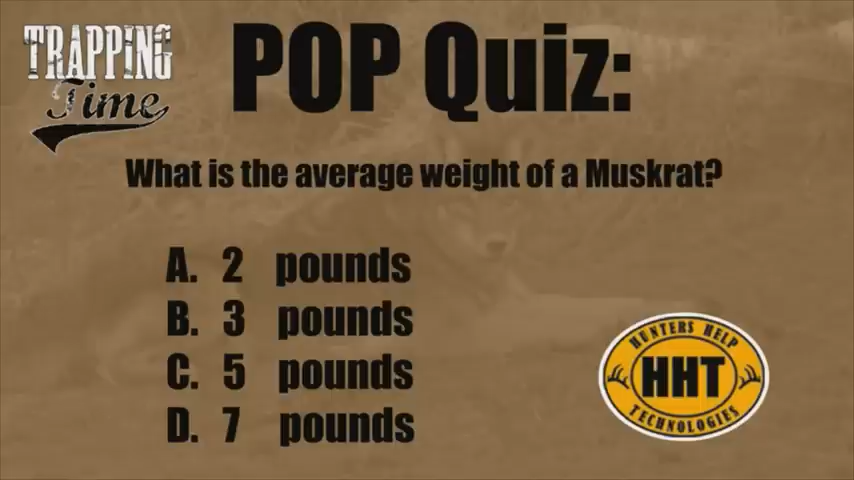 TRAPPING
Time
POP Quiz:
What is the average weight of a Muskrat?
A. 2 pounds
B. 3 pounds
C. 5 pounds
D. 7 pounds
HUNTERS HELP
HHT
TECHNOLOGIES